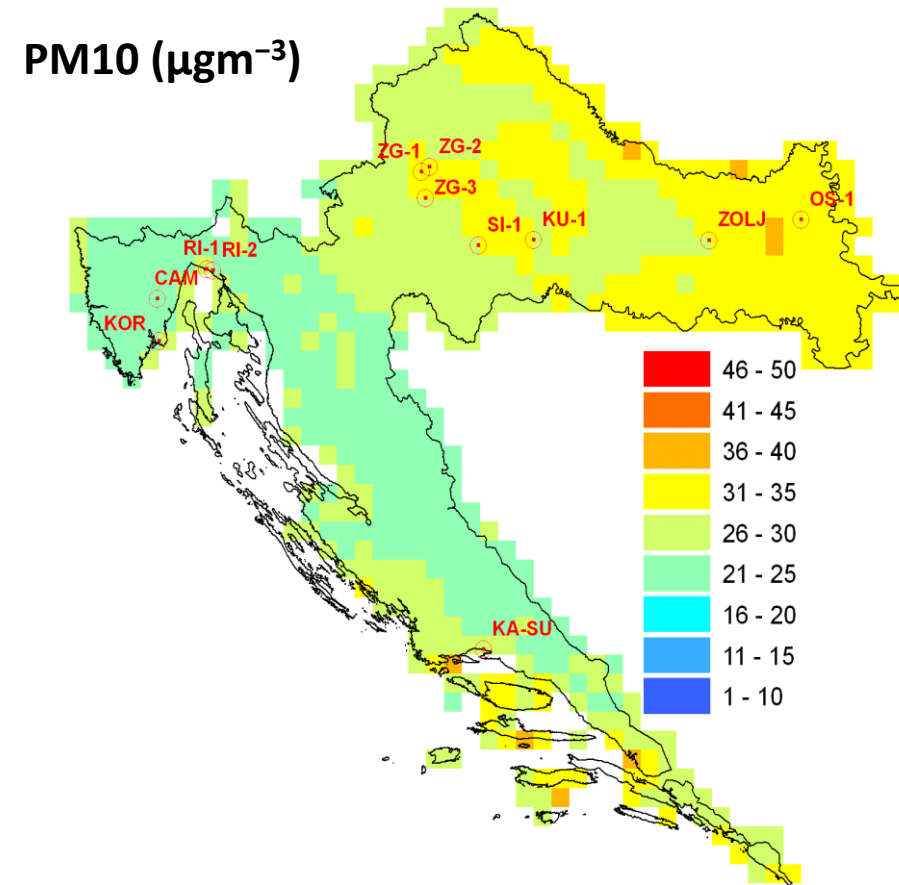 PM10 (µgm⁻³)
ZG-1
ZG-2
ZG-3
OS-1
SI-1
KU-1
ZOLJ
RI-1
RI-2
CAM
KOR
46 - 50
41 - 45
36 - 40
31 - 35
26 - 30
21 - 25
16 - 20
11 - 15
1 - 10
KA-SU